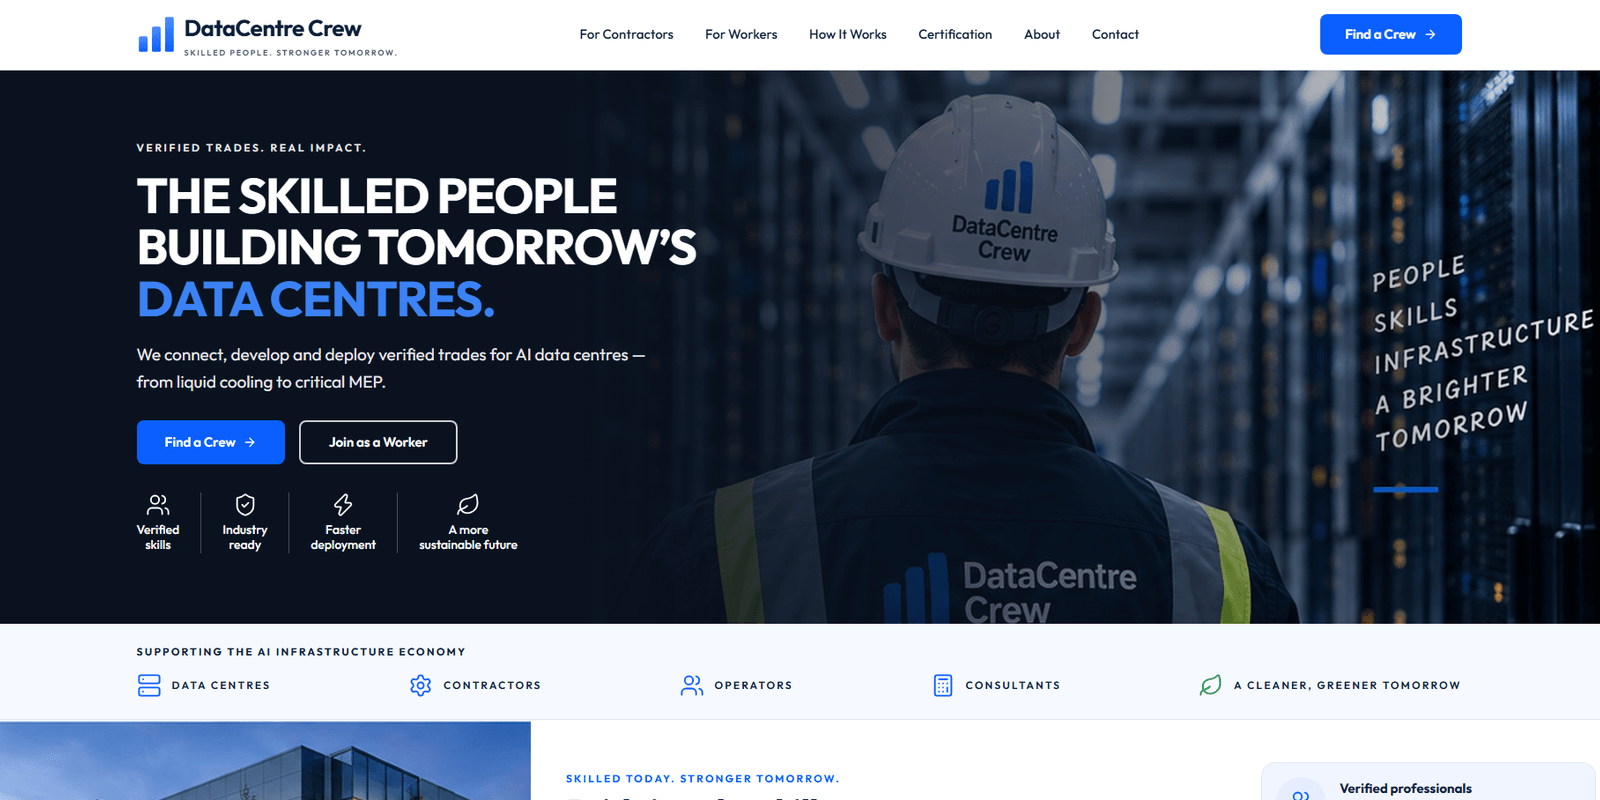 DataCentre Crew
SKILLED PEOPLE. STRONGER TOMORROW.
For Contractors
For Workers
How It Works
Certification
About
Contact
Find a Crew →
VERIFIED TRADES. REAL IMPACT.
THE SKILLED PEOPLE
BUILDING TOMORROW’S
DATA CENTRES.
We connect, develop and deploy verified trades for AI data centres —
from liquid cooling to critical MEP.
Find a Crew →
Join as a Worker
Verified
skills
Industry
ready
Faster
deployment
A more
sustainable future
DataCentre
Crew
DataCentre
Crew
PEOPLE
SKILLS
INFRASTRUCTURE
A BRIGHTER
TOMORROW
SUPPORTING THE AI INFRASTRUCTURE ECONOMY
DATA CENTRES
CONTRACTORS
OPERATORS
CONSULTANTS
A CLEANER, GREENER TOMORROW
SKILLED TODAY. STRONGER TOMORROW.
Verified professionals